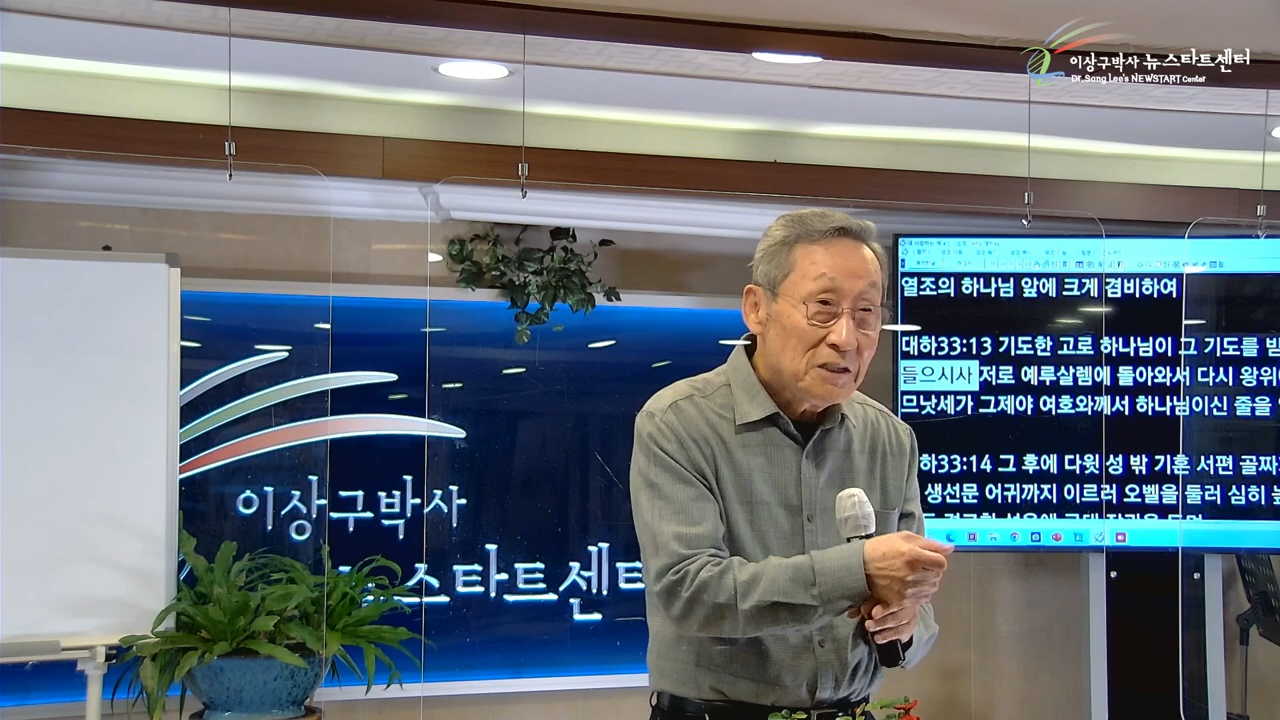 이상구박사 뉴스타트센터
Dr. Sang Lee's NEWSTART Center
열조의 하나님 앞에 크게 겸비하여
대하33:13 기도한 고로 하나님이 그 기도를 받
들으시사 저로 예루살렘에 돌아와서 다시 왕위에
므낫세가 그제야 여호와께서 하나님이신 줄을
하33:14 그 후에 다윗 성 밖 기혼 서편 골짜
생선문 어귀까지 이르러 오벨을 둘러 심히
이상구박사
스타트센터